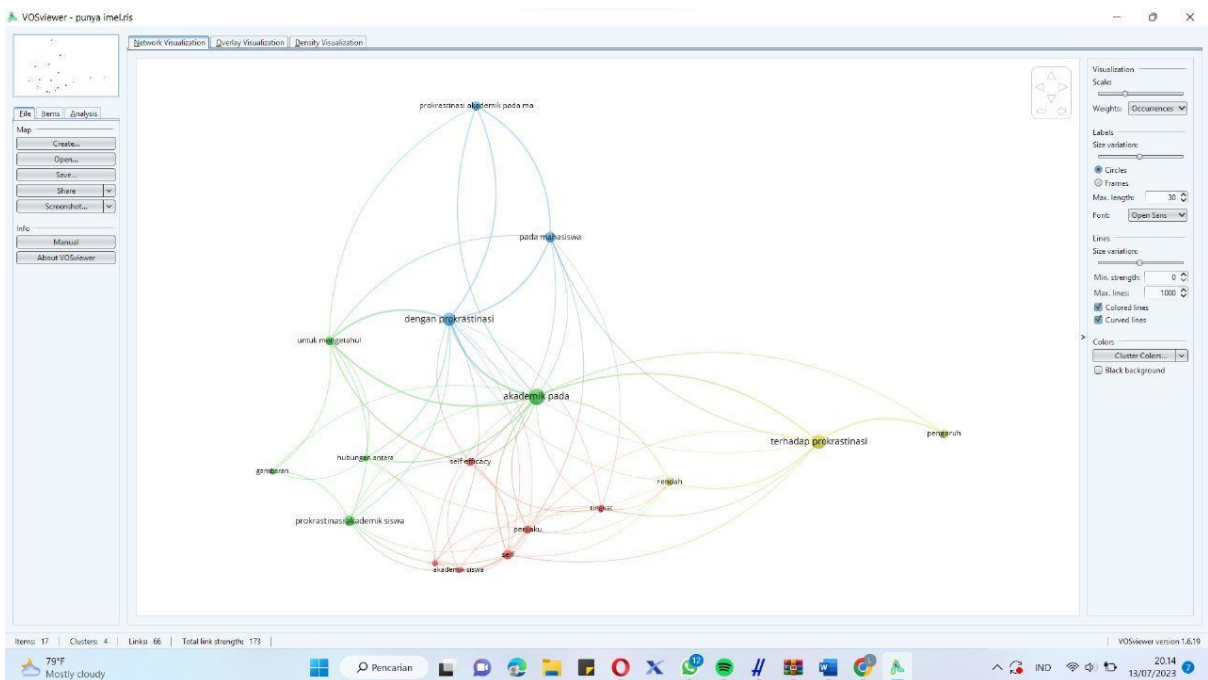 VOSviewer - punya imel.ris
Network Visualization Overlay Visualization Density Visualization
File Items Analysis
Map
Create...
Open...
Save...
Share
Screenshot...
Info
Manual
About VOSviewer
prokrastinasi akademik pada ma
pada mahasiswa
dengan prokrastinasi
untuk mengetahui
akademik pada
terhadap prokrastinasi
pengaruh
hubungan antara
self efficacy
gambaran
rendah
tingkat
prokrastinasi akademik siswa
perilaku
self
akademik siswa
Visualization
Scale:
Weights: Occurrences
Labels
Size variation:
Circles
Frames
Max. length: 30
Font: Open Sans
Lines
Size variation:
Min. strength: 0
Max. lines: 1000
Colored lines
Curved lines
>
Colors
Cluster Colors...
Black background
Items: 17 Clusters: 4 Links: 66 Total link strength: 173
VOSviewer version 1.6.19
79°F
Mostly cloudy
Pencarian
12
L
IND
20.14
13/07/2023
7